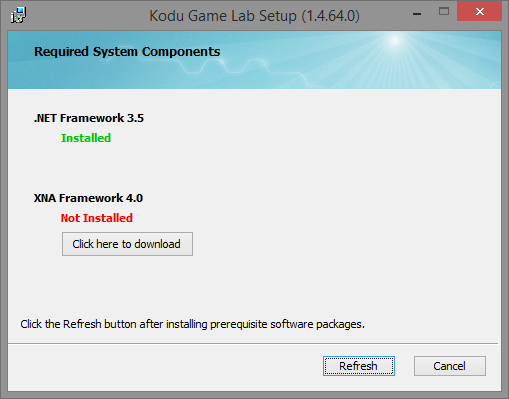 Kodu Game Lab Setup (1.4.64.0)
Required System Components
.NET Framework 3.5
Installed
XNA Framework 4.0
Not Installed
Click here to download
Click the Refresh button after installing prerequisite software packages.
Refresh
Cancel